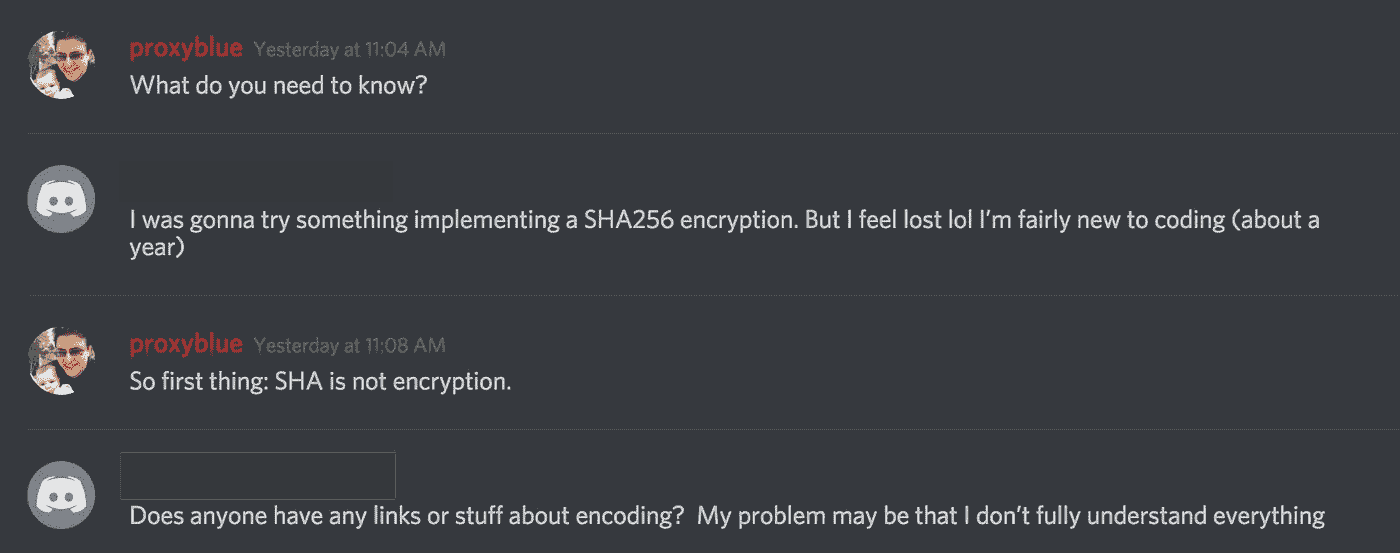 proxyblue Yesterday at 11:04 AM
What do you need to know?
I was gonna try something implementing a SHA256 encryption. But I feel lost lol I’m fairly new to coding (about a
year)
proxyblue Yesterday at 11:08 AM
So first thing: SHA is not encryption.
Does anyone have any links or stuff about encoding?  My problem may be that I don’t fully understand everything